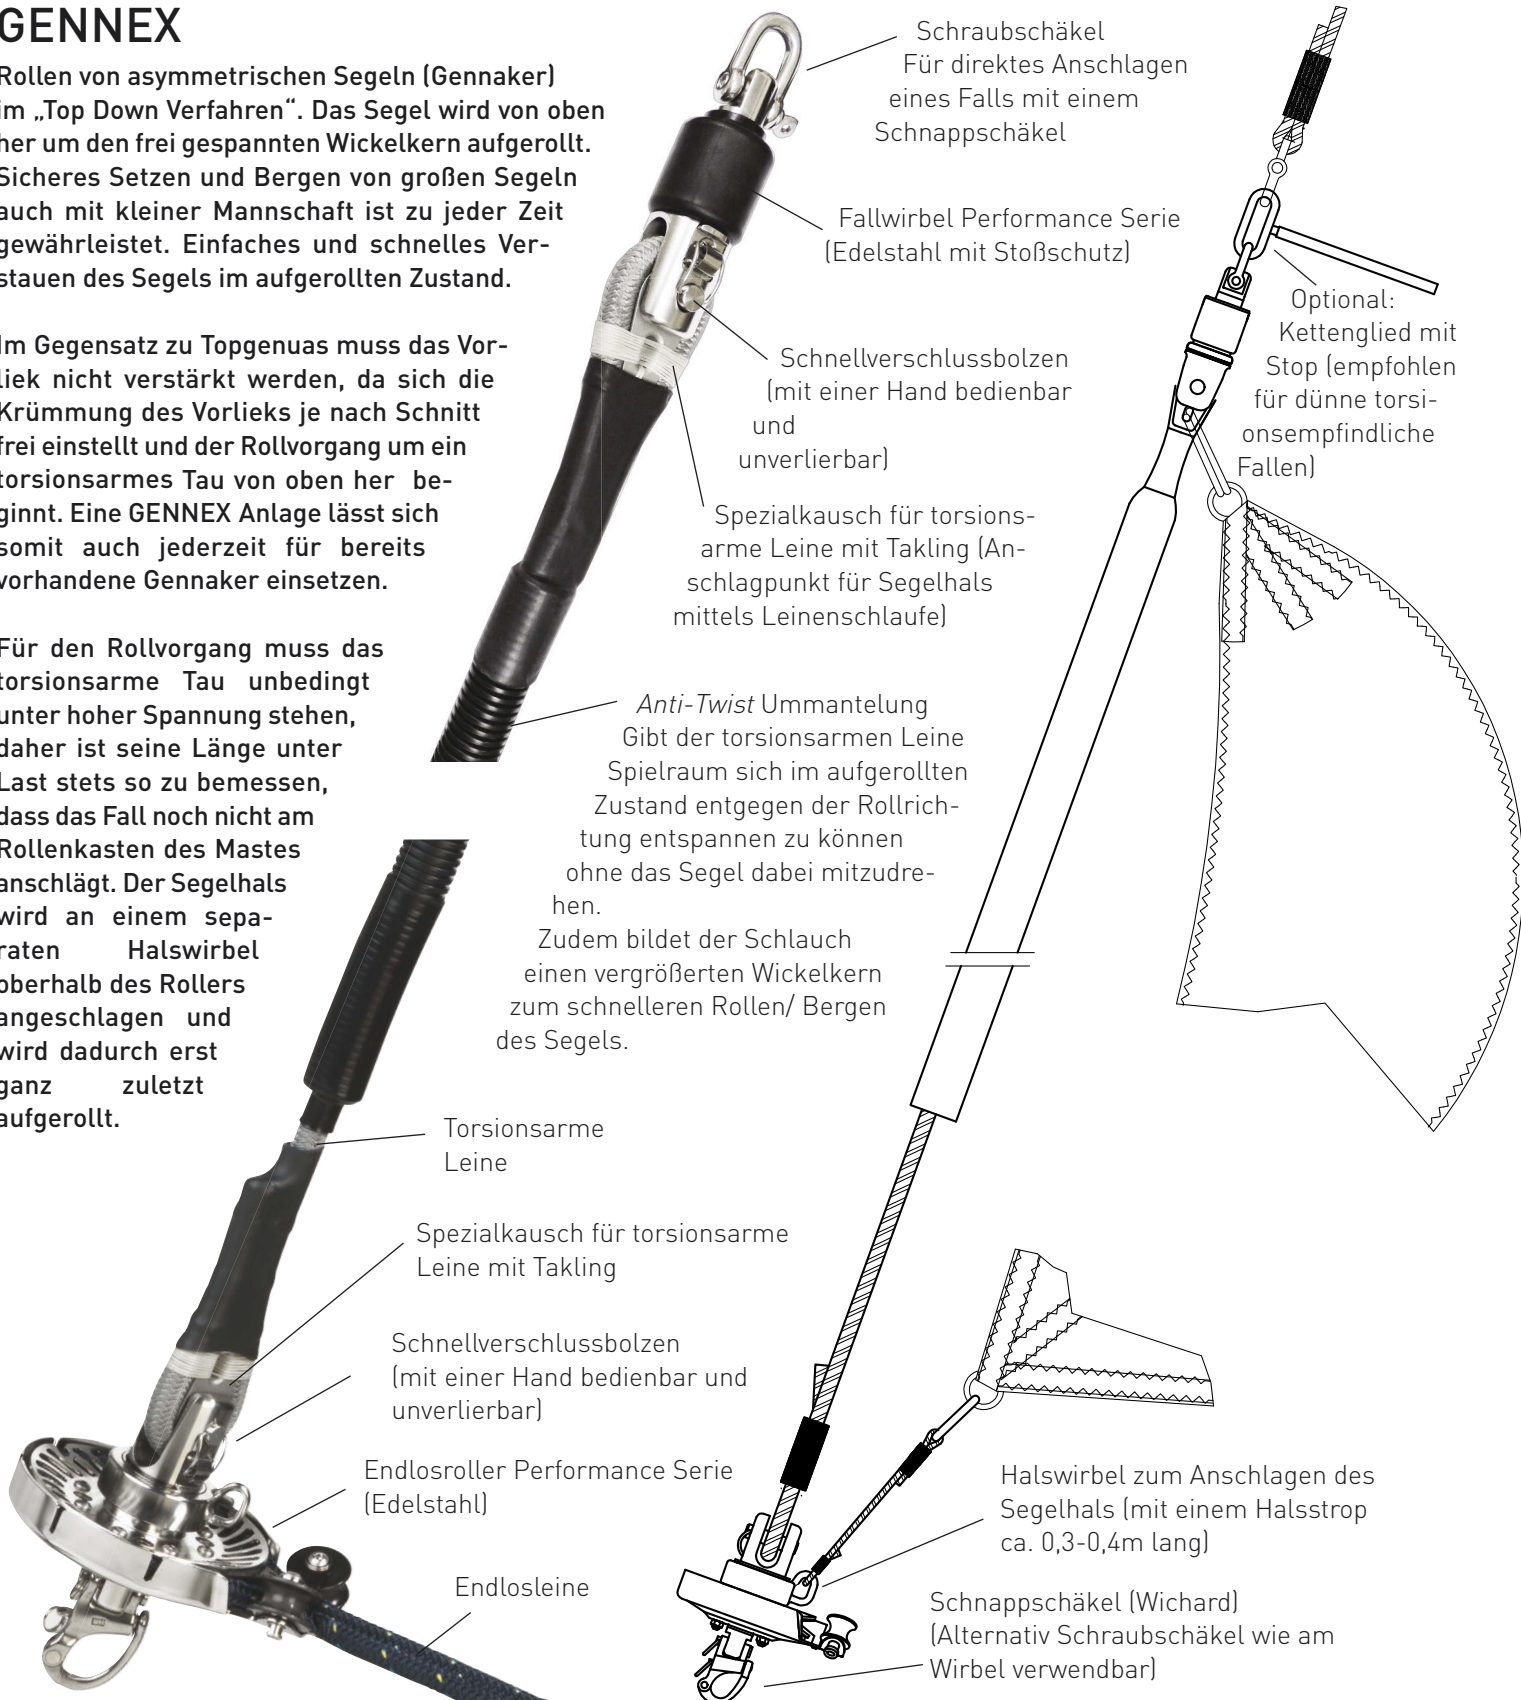 GENNEX
Rollen von asymmetrischen Segeln (Gennaker)
im „Top Down Verfahren“. Das Segel wird von oben
her um den frei gespannten Wickelkern aufgerollt.
Sicheres Setzen und Bergen von großen Segeln
auch mit kleiner Mannschaft ist zu jeder Zeit
gewährleistet. Einfaches und schnelles Ver-
stauen des Segels im aufgerollten Zustand.
Im Gegensatz zu Topgenuas muss das Vor-
liek nicht verstärkt werden, da sich die
Krümmung des Vorlieks je nach Schnitt
frei einstellt und der Rollvorgang um ein
torsionsarmes Tau von oben her be-
ginnt. Eine GENNEX Anlage lässt sich
somit auch jederzeit für bereits
vorhandene Gennaker einsetzen.
Für den Rollvorgang muss das
torsionsarme Tau unbedingt
unter hoher Spannung stehen,
daher ist seine Länge unter
Last stets so zu bemessen,
dass das Fall noch nicht am
Rollenkasten des Mastes
anschlägt. Der Segelhals
wird an einem sepa-
raten Halswirbel
oberhalb des Rollers
angeschlagen und
wird dadurch erst
ganz zuletzt
aufgerollt.
Schraubschäkel
Für direktes Anschlagen
eines Falls mit einem
Schnappschäkel
Fallwirbel Performance Serie
(Edelstahl mit Stoßschutz)
Optional:
Kettenglied mit
Stop (empfohlen
für dünne torsi-
onsempfindliche
Fallen)
Schnellverschlussbolzen
(mit einer Hand bedienbar
und
unverlierbar)
Spezialkausch für torsions-
arme Leine mit Takling (An-
schlagpunkt für Segelhals
mittels Leinenschlaufe)
Anti-Twist Ummantelung
Gibt der torsionsarmen Leine
Spielraum sich im aufgerollten
Zustand entgegen der Rollrich-
tung entspannen zu können
ohne das Segel dabei mitzudre-
hen.
Zudem bildet der Schlauch
einen vergrößerten Wickelkern
zum schnelleren Rollen/ Bergen
des Segels.
Torsionsarme
Leine
Spezialkausch für torsionsarme
Leine mit Takling
Schnellverschlussbolzen
(mit einer Hand bedienbar und
unverlierbar)
Endlosroller Performance Serie
(Edelstahl)
Endlosleine
Halswirbel zum Anschlagen des
Segelhals (mit einem Halsstrop
ca. 0,3-0,4m lang)
Schnappschäkel (Wichard)
(Alternativ Schraubschäkel wie am
Wirbel verwendbar)